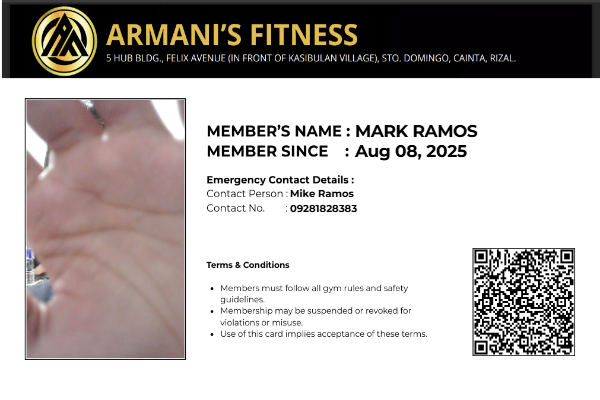 ARMANI'S FITNESS
5 HUB BLDG., FELIX AVENUE (IN FRONT OF KASIBULAN VILLAGE), STO. DOMINGO, CAINTA, RIZAL.
MEMBER'S NAME : MARK RAMOS
MEMBER SINCE : Aug 08, 2025
Emergency Contact Details :
Contact Person : Mike Ramos
Contact No. : 09281828383
Terms & Conditions
• Members must follow all gym rules and safety
guidelines.
• Membership may be suspended or revoked for
violations or misuse.
• Use of this card implies acceptance of these terms.